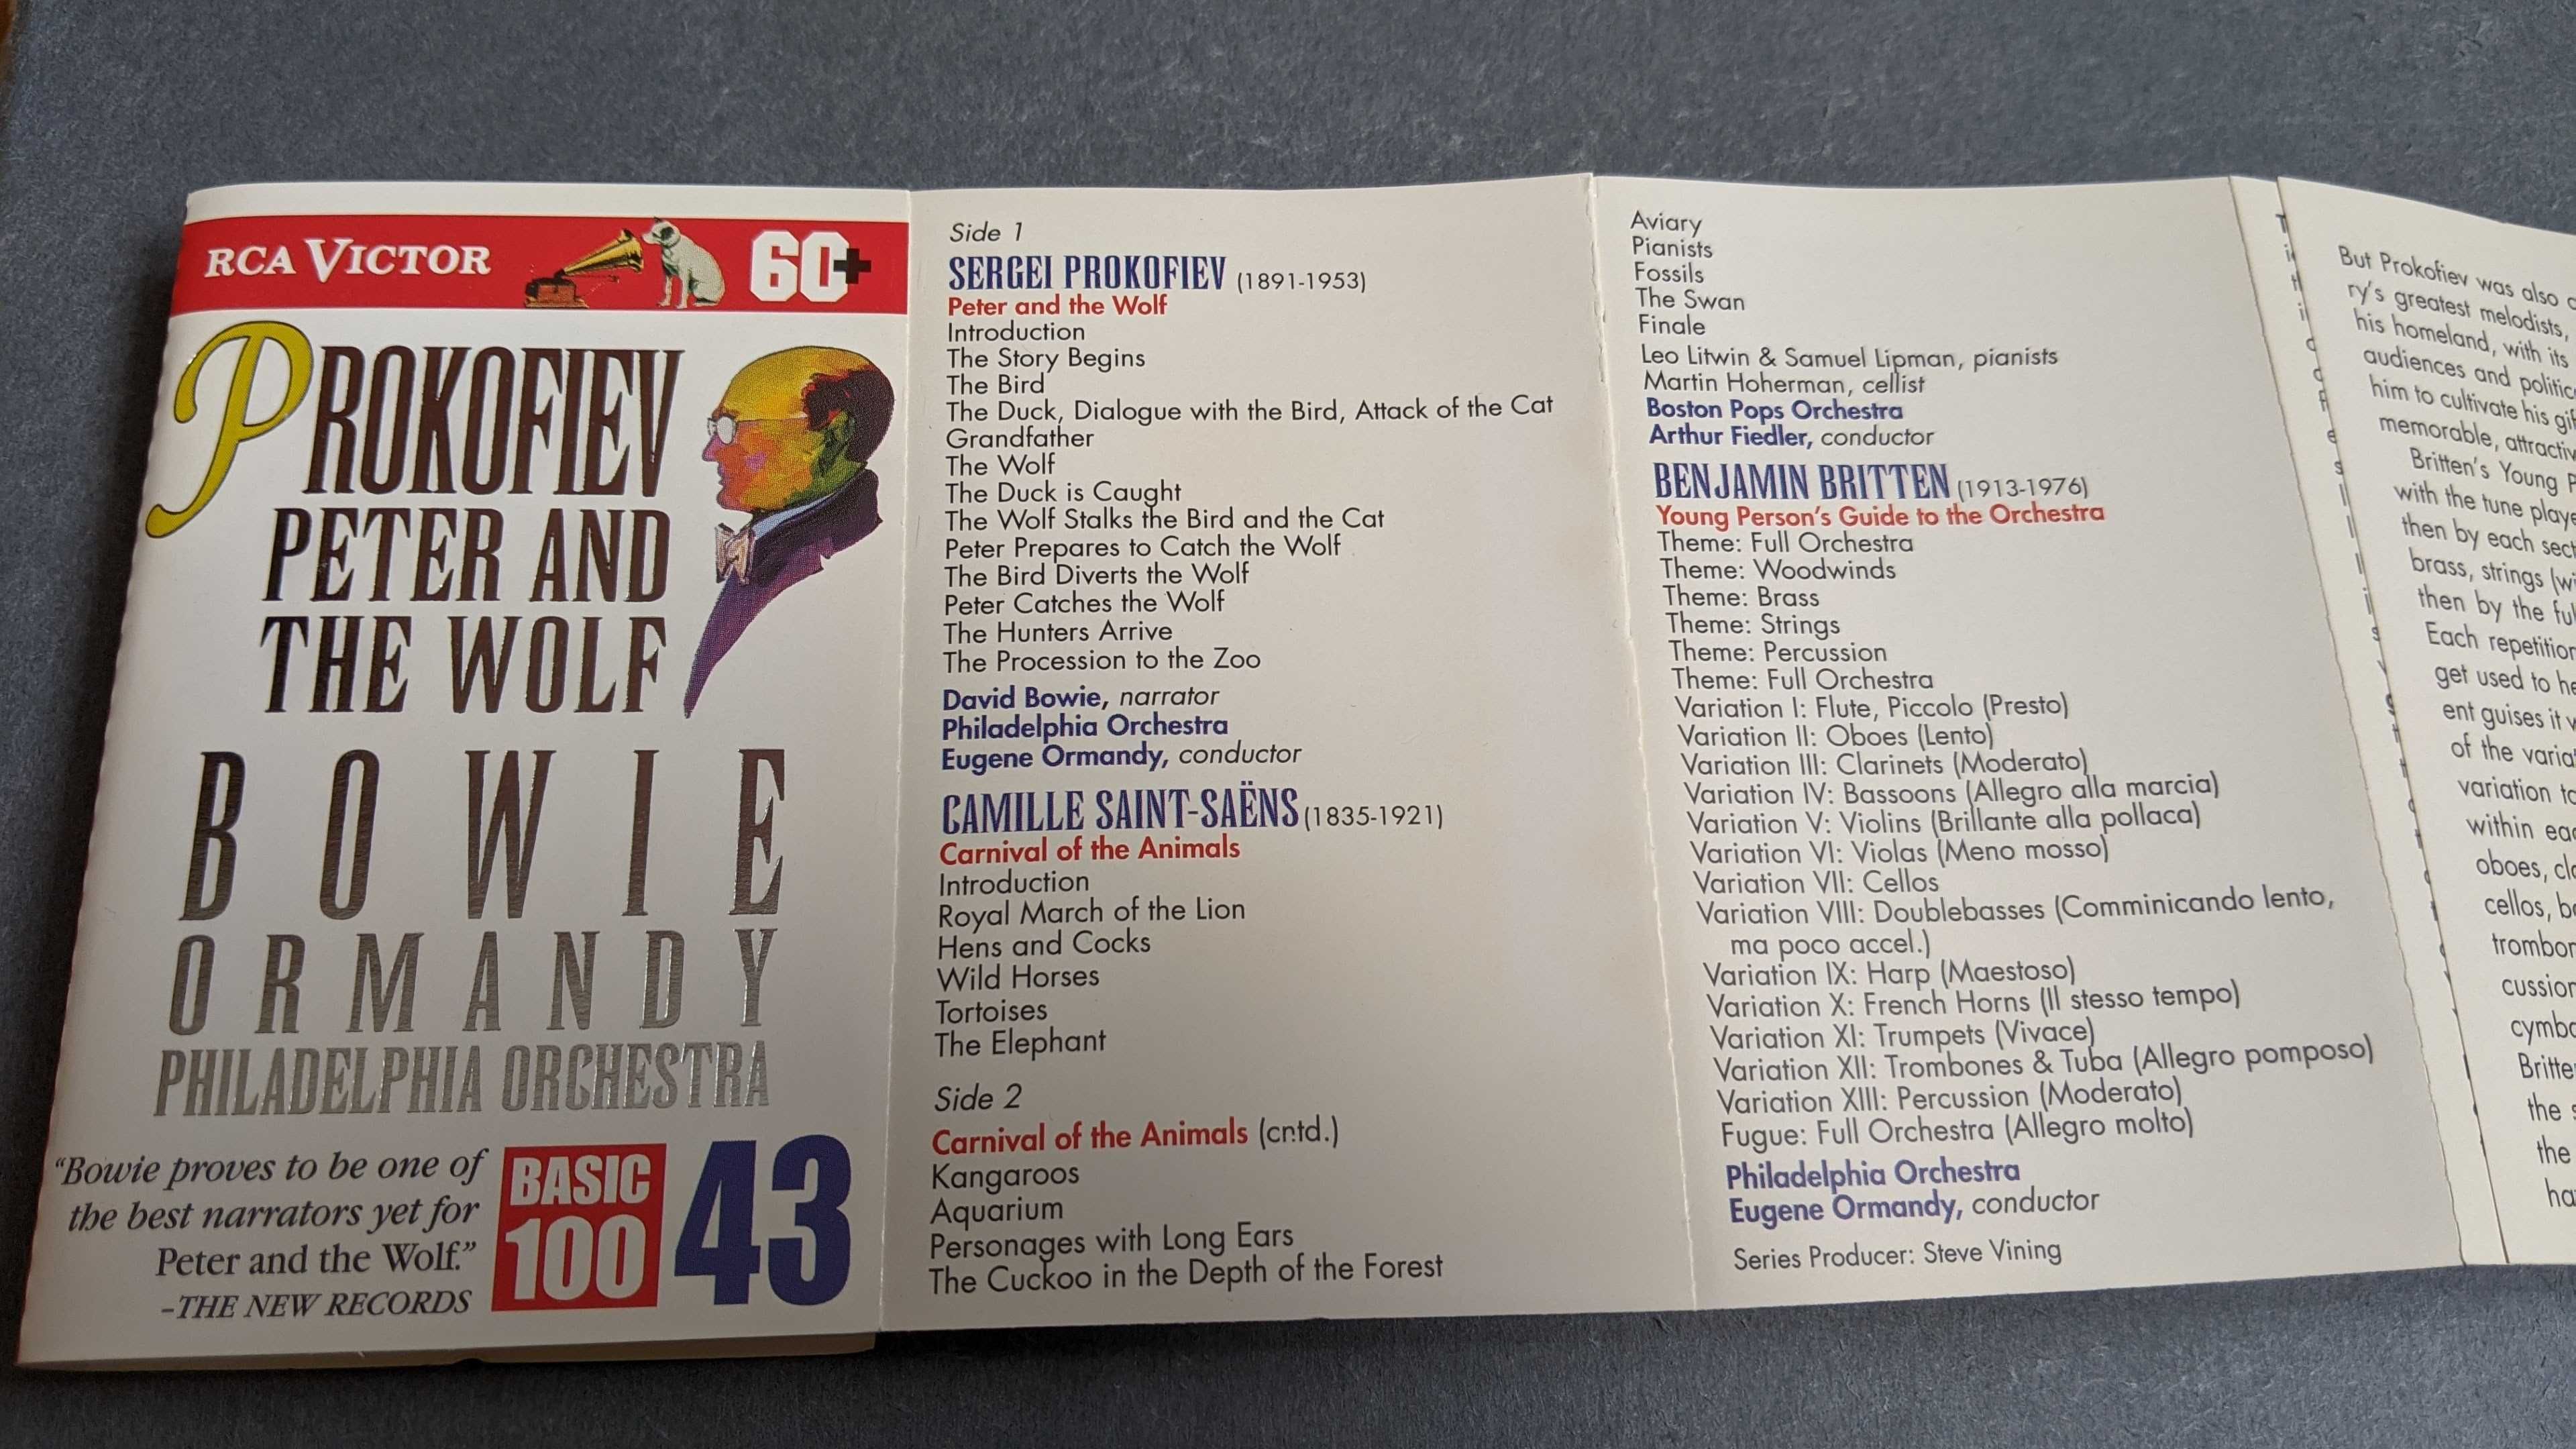 RCA VICTOR
60+
PROKOFIEV
PETER AND
THE WOLF
BOWIE
ORMANDY
PHILADELPHIA ORCHESTRA
“Bowie proves to be one of
the best narrators yet for
Peter and the Wolf.”
–THE NEW RECORDS
BASIC
100
43
Side 1
SERGEI PROKOFIEV (1891-1953)
Peter and the Wolf
Introduction
The Story Begins
The Bird
The Duck, Dialogue with the Bird, Attack of the Cat
Grandfather
The Wolf
The Duck is Caught
The Wolf Stalks the Bird and the Cat
Peter Prepares to Catch the Wolf
The Bird Diverts the Wolf
Peter Catches the Wolf
The Hunters Arrive
The Procession to the Zoo
David Bowie, narrator
Philadelphia Orchestra
Eugene Ormandy, conductor
CAMILLE SAINT-SAËNS (1835-1921)
Carnival of the Animals
Introduction
Royal March of the Lion
Hens and Cocks
Wild Horses
Tortoises
The Elephant
Side 2
Carnival of the Animals (cntd.)
Kangaroos
Aquarium
Personages with Long Ears
The Cuckoo in the Depth of the Forest
Aviary
Pianists
Fossils
The Swan
Finale
Leo Litwin & Samuel Lipman, pianists
Martin Hoherman, cellist
Boston Pops Orchestra
Arthur Fiedler, conductor
BENJAMIN BRITTEN (1913-1976)
Young Person's Guide to the Orchestra
Theme: Full Orchestra
Theme: Woodwinds
Theme: Brass
Theme: Strings
Theme: Percussion
Theme: Full Orchestra
Variation I: Flute, Piccolo (Presto)
Variation II: Oboes (Lento)
Variation III: Clarinets (Moderato)
Variation IV: Bassoons (Allegro alla marcia)
Variation V: Violins (Brillante alla pollaca)
Variation VI: Violas (Meno mosso)
Variation VII: Cellos
Variation VIII: Doublebasses (Comminicando lento,
ma poco accel.)
Variation IX: Harp (Maestoso)
Variation X: French Horns (Il stesso tempo)
Variation XI: Trumpets (Vivace)
Variation XII: Trombones & Tuba (Allegro pomposo)
Variation XIII: Percussion (Moderato)
Fugue: Full Orchestra (Allegro molto)
Philadelphia Orchestra
Eugene Ormandy, conductor
Series Producer: Steve Vining
But Prokofiev was also
ry's greatest melodists,
his homeland, with its
audiences and
him to cultivate his
memorable,
Britten's Young
with the tune
then by each
brass, strings
then by the
Each
get used to
ent guises it
of the
variation
within
oboes,
cellos,
the
the